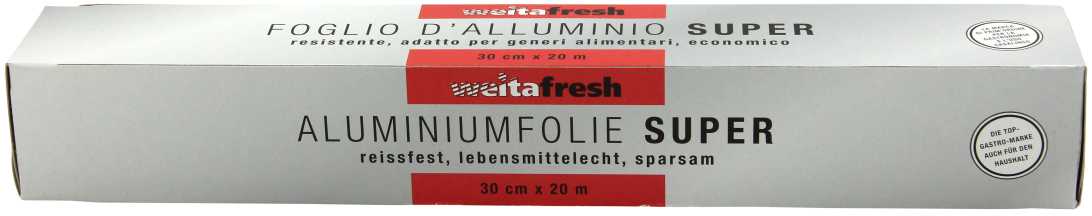 weitafresh
FOGLIO D'ALLUMINIO SUPER
resistente, adatto per generi alimentari, economico
30 cm x 20 m
weitafresh
ALUMINIUMFOLIE SUPER
reissfest, lebensmittelecht, sparsam
30 cm x 20 m
DIE TOP-
GASTRO-MARKE
AUCH FÜR DEN
HAUSHALT